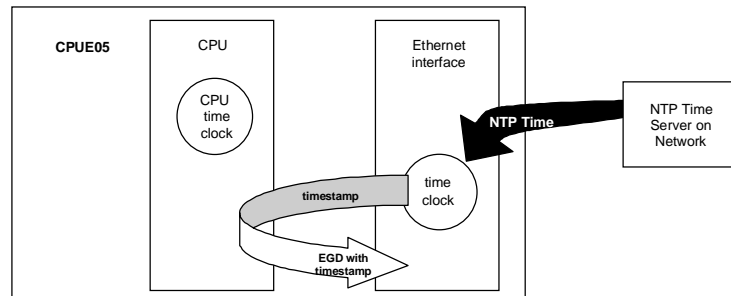 CPUE05
CPU
Ethernet
interface
CPU
time
clock
NTP Time
NTP Time
Server on
Network
timestamp
time
clock
EGD with
timestamp